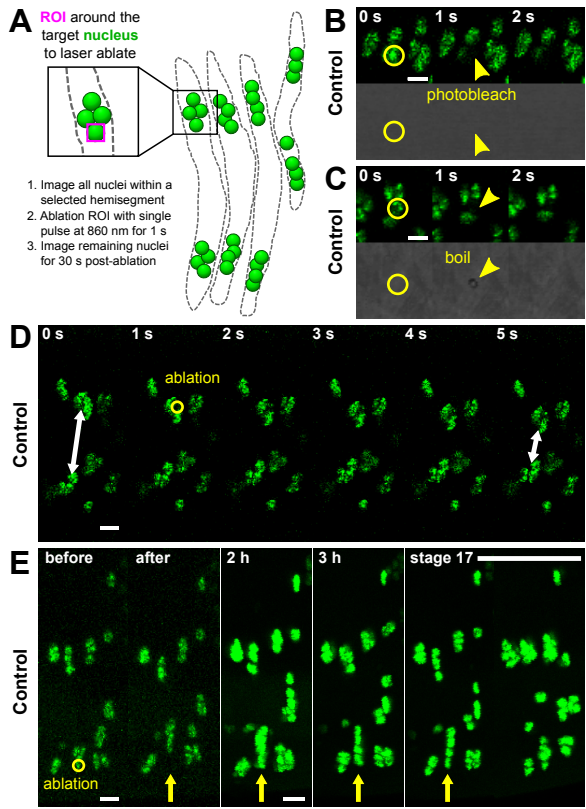 A
ROI around the
target nucleus
to laser ablate
1. Image all nuclei within a
selected hemisegment
2. Ablation ROI with single
pulse at 860 nm for 1 s
3. Image remaining nuclei
for 30 s post-ablation
B
Control
0 s
1 s
2 s
photobleach
C
Control
0 s
1 s
2 s
boil
D
Control
0 s
1 s
2 s
3 s
4 s
5 s
ablation
E
Control
before
after
2 h
3 h
stage 17
ablation